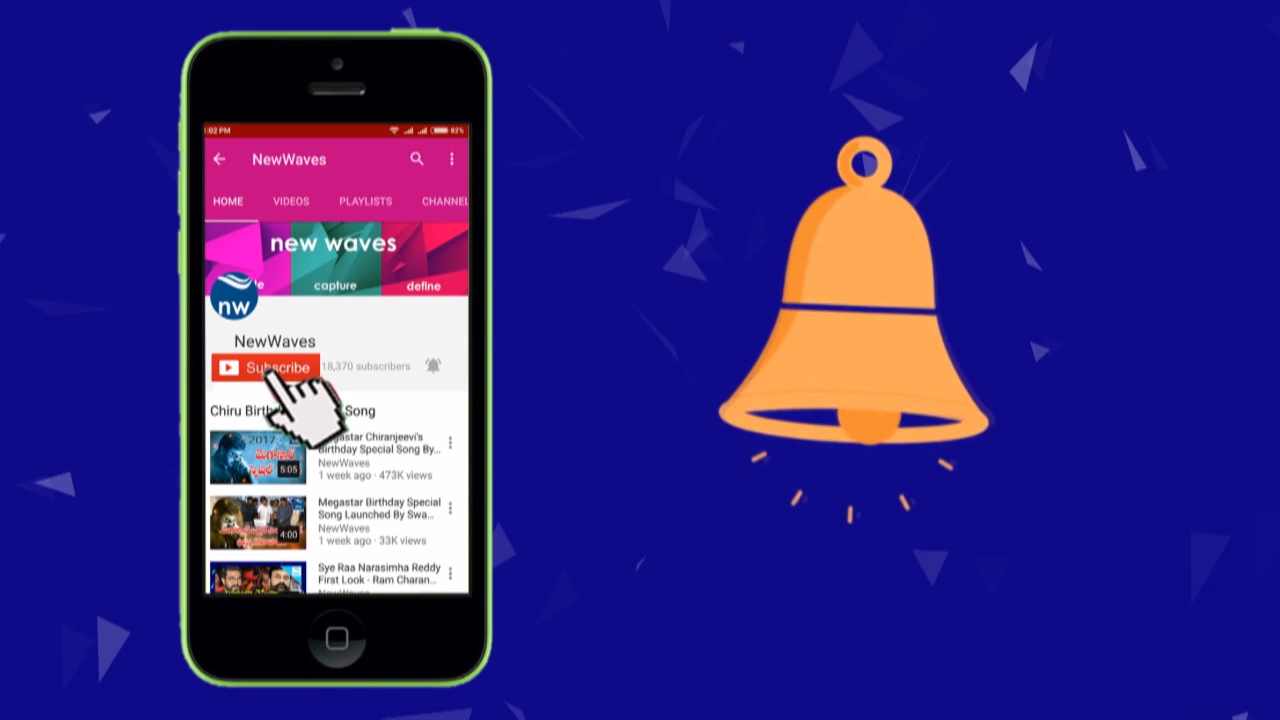 1:02 PM
82%
NewWaves
HOME VIDEOS PLAYLISTS CHANNEL
new waves
capture define
nw
NewWaves
Subscribe 18,370 subscribers
Chiru Birth Song
2017
మెగాస్టార్
స్పెషల్
5:05
Megastar Chiranjeevi's
Birthday Special Song By...
NewWaves
1 week ago · 473K views
4:00
Megastar Birthday Special
Song Launched By Swa...
NewWaves
1 week ago · 33K views
Sye Raa Narasimha Reddy
First Look - Ram Charan...
NewWaves